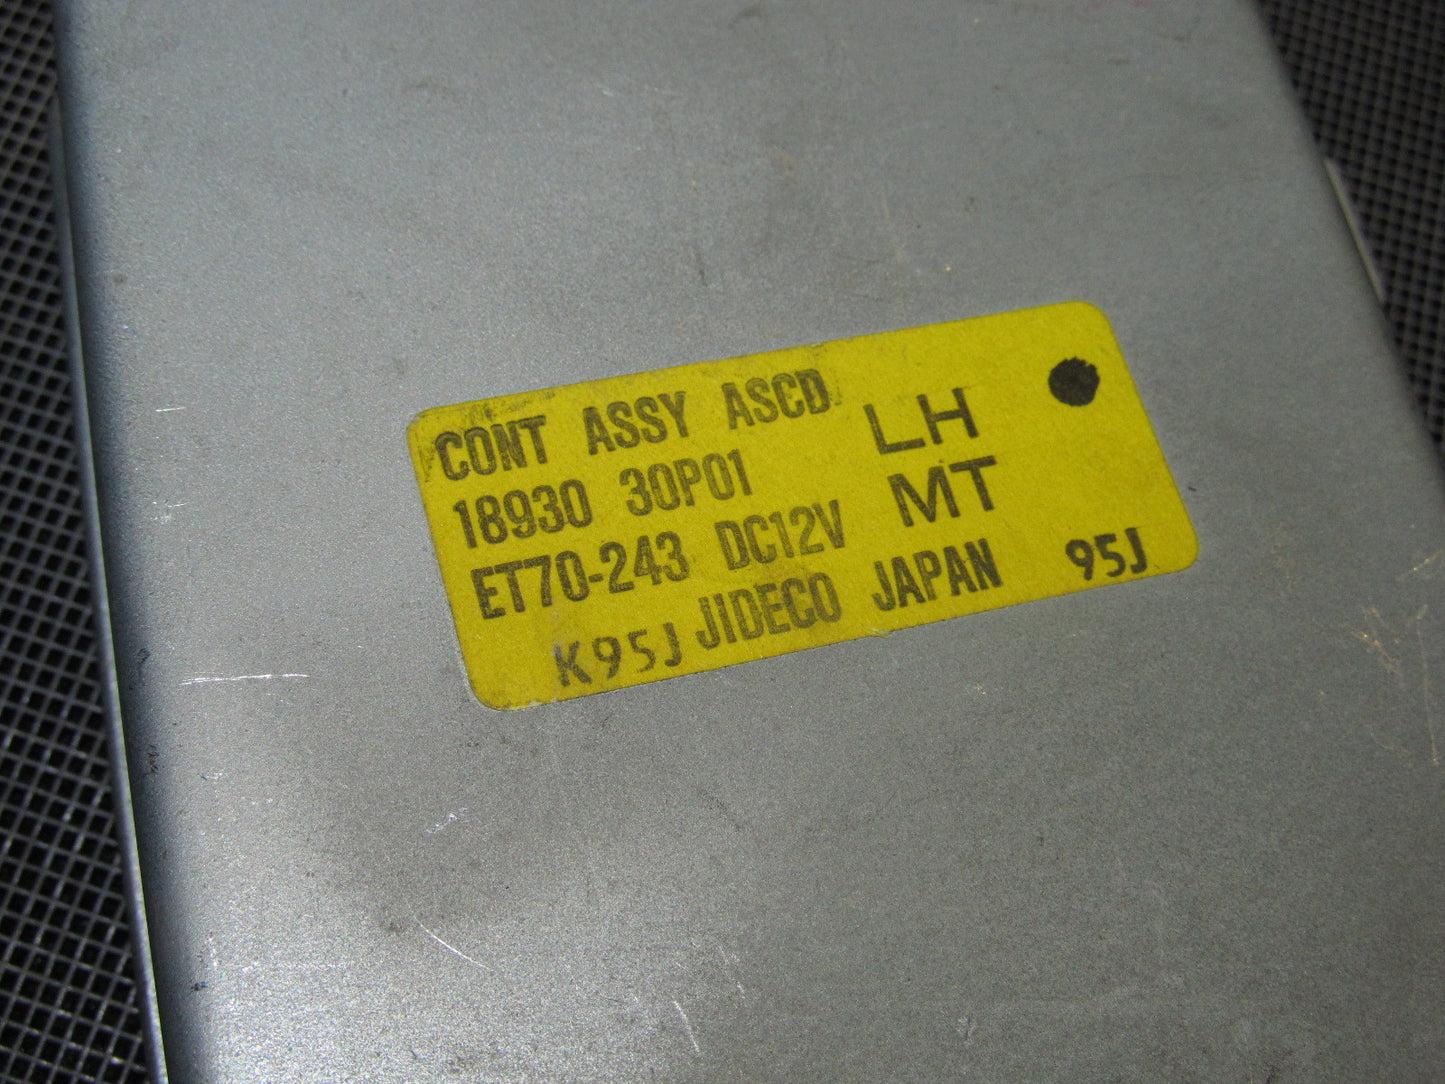 CONT ASSY ASCD LH
18930 30P01 MT
ET70-243 DC12V
K95J JIDECO JAPAN 95J